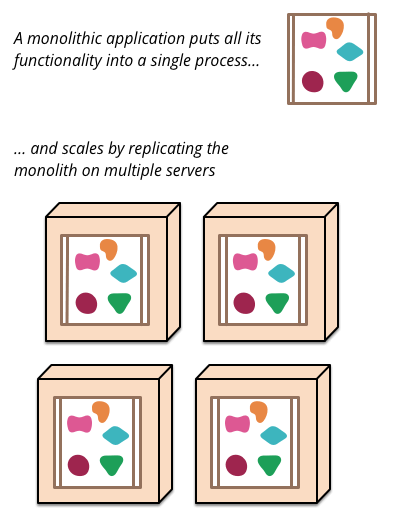 A monolithic application puts all its
functionality into a single process...
... and scales by replicating the
monolith on multiple servers